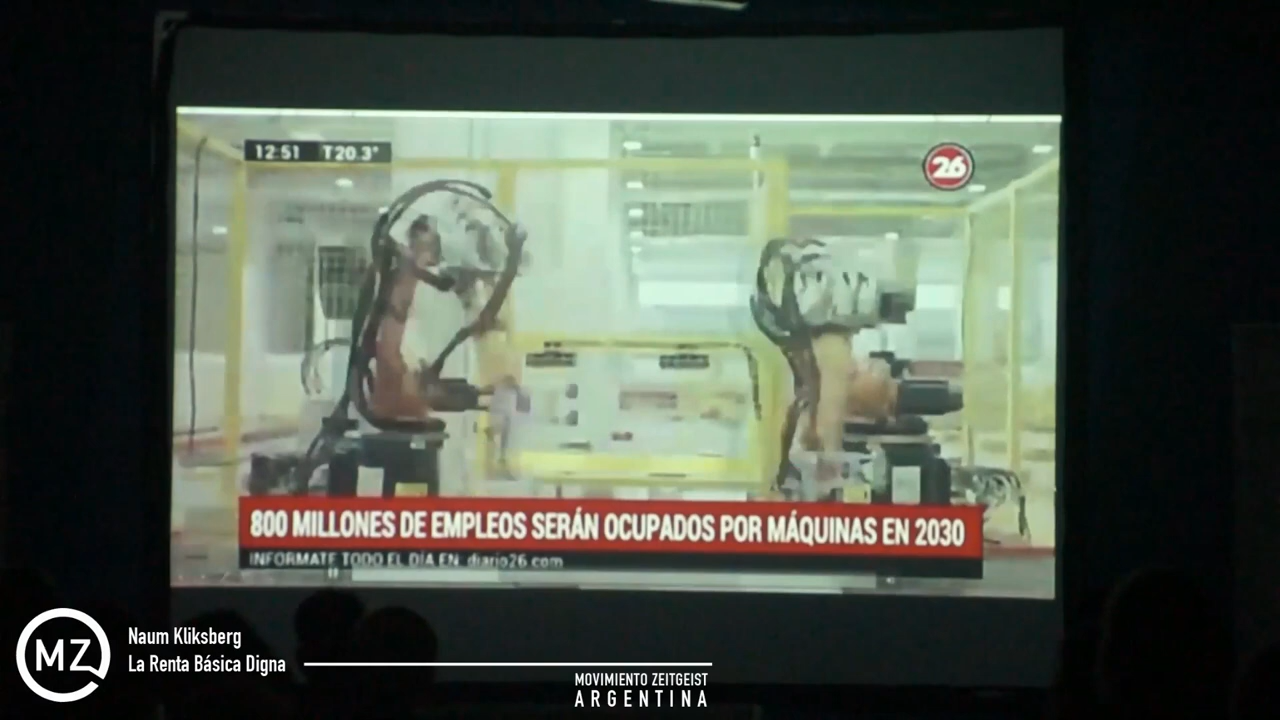 12:51 T20.3°
26
800 MILLONES DE EMPLEOS SERÁN OCUPADOS POR MÁQUINAS EN 2030
INFORMATE TODO EL DÍA EN diario26.com
MZ
Naum Kliksberg
La Renta Básica Digna
MOVIMIENTO ZEITGEIST
ARGENTINA